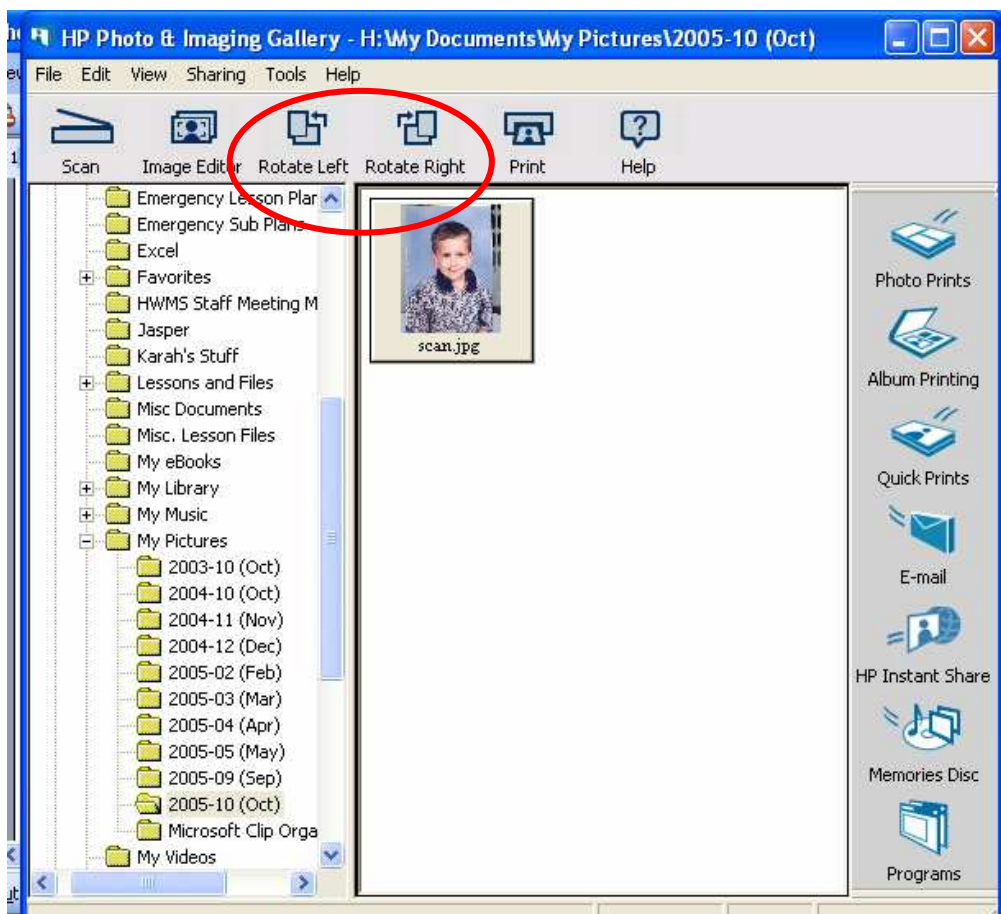 HP Photo & Imaging Gallery - H:\My Documents\My Pictures\2005-10 (Oct)
File Edit View Sharing Tools Help
Scan Image Editor Rotate Left Rotate Right Print Help
Emergency Lesson Plan
Emergency Sub Plans
Excel
Favorites
HWMS Staff Meeting M
Jasper
Karah's Stuff
Lessons and Files
Misc Documents
Misc. Lesson Files
My eBooks
My Library
My Music
My Pictures
2003-10 (Oct)
2004-10 (Oct)
2004-11 (Nov)
2004-12 (Dec)
2005-02 (Feb)
2005-03 (Mar)
2005-04 (Apr)
2005-05 (May)
2005-09 (Sep)
2005-10 (Oct)
Microsoft Clip Orga
My Videos
scan.jpg
Photo Prints
Album Printing
Quick Prints
E-mail
HP Instant Share
Memories Disc
Programs